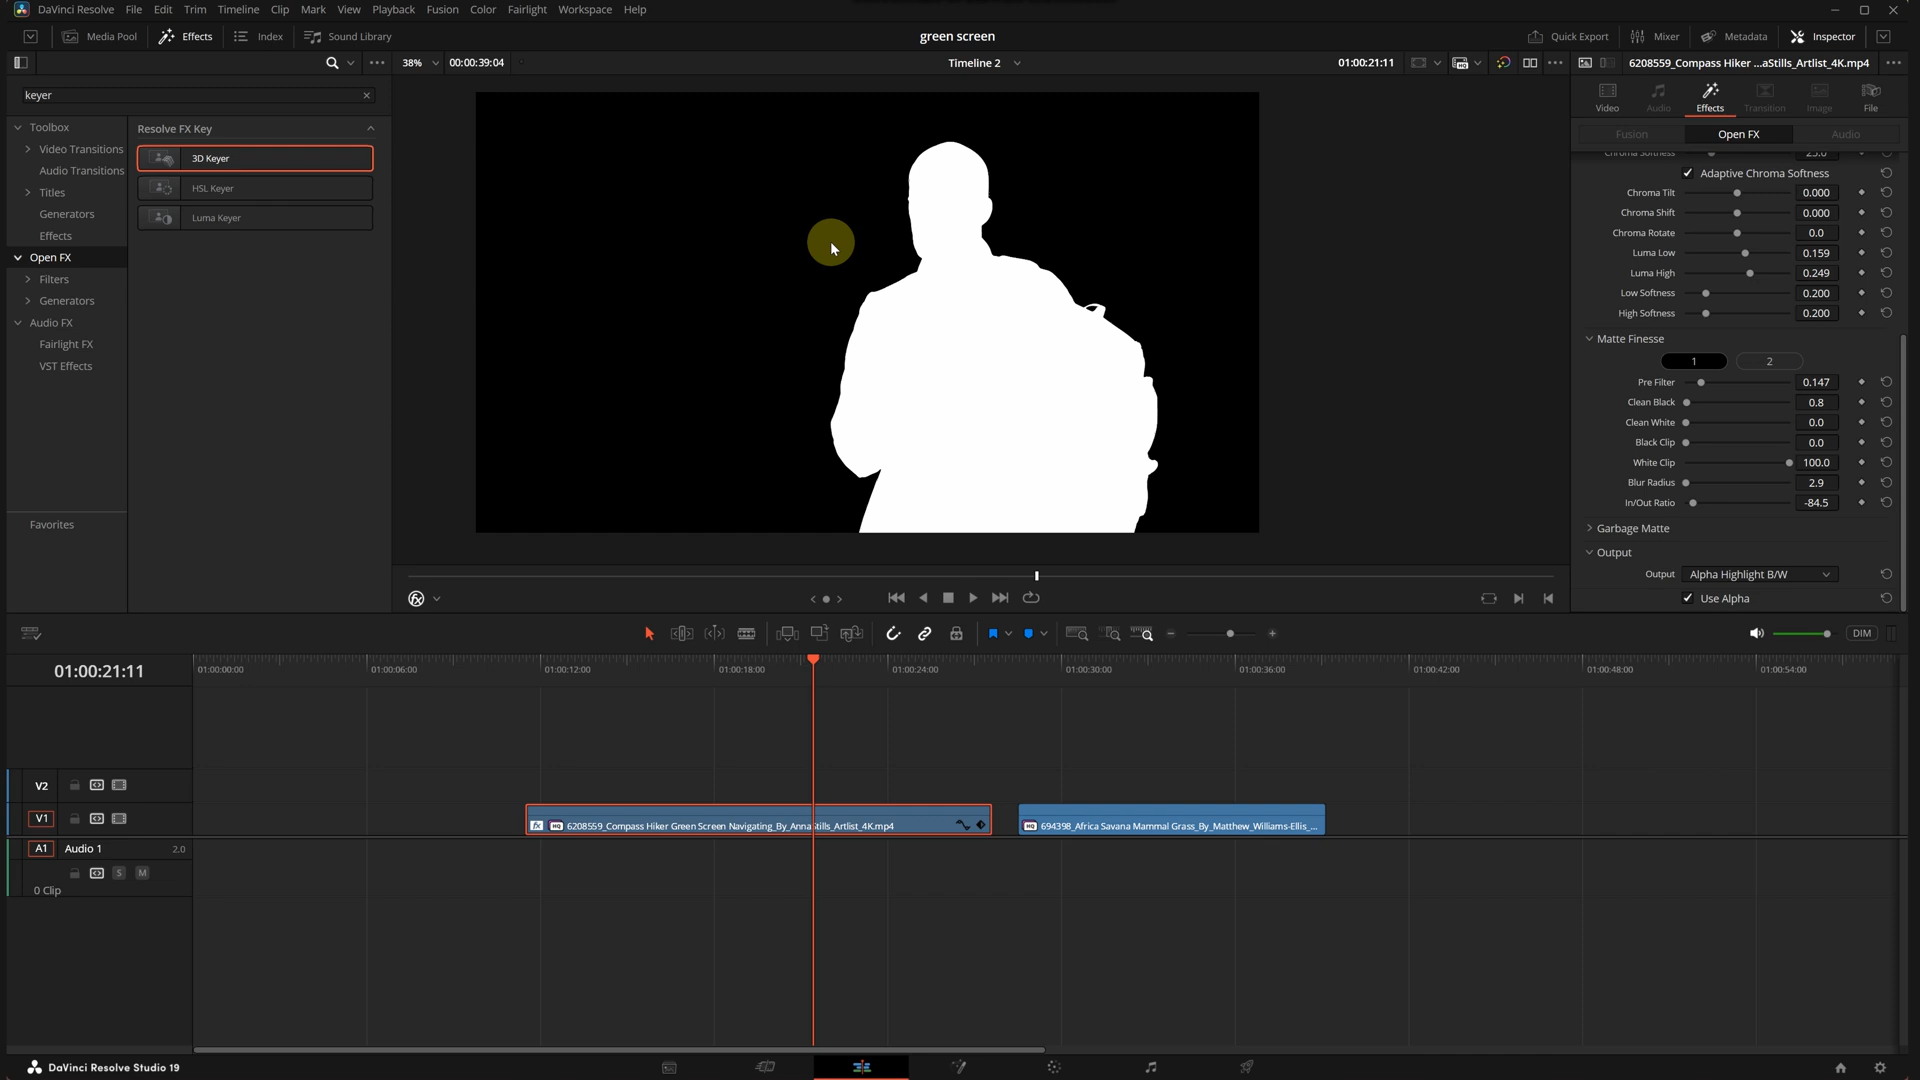 DaVinci Resolve File Edit Trim Timeline Clip Mark View Playback Fusion Color Fairlight Workspace Help
Media Pool Effects Index Sound Library green screen Quick Export Mixer Metadata Inspector
38% 00:00:39:04 Timeline 2 01:00:21:11 6208559_Compass Hiker ...aStills_Artlist_4K.mp4
keyer
Video Audio Effects Transition Image File
Toolbox
Video Transitions
Audio Transitions
Titles
Generators
Effects
Open FX
Filters
Generators
Audio FX
Fairlight FX
VST Effects
Favorites
Resolve FX Key
3D Keyer
HSL Keyer
Luma Keyer
Fusion Open FX Audio
Chroma Softness 25.0
Adaptive Chroma Softness
Chroma Tilt 0.000
Chroma Shift 0.000
Chroma Rotate 0.0
Luma Low 0.159
Luma High 0.249
Low Softness 0.200
High Softness 0.200
Matte Finesse
1 2
Pre Filter 0.147
Clean Black 0.8
Clean White 0.0
Black Clip 0.0
White Clip 100.0
Blur Radius 2.9
In/Out Ratio -84.5
Garbage Matte
Output
Output Alpha Highlight B/W
Use Alpha
fx
DIM
01:00:21:11
01:00:00:00 01:00:06:00 01:00:12:00 01:00:18:00 01:00:24:00 01:00:30:00 01:00:36:00 01:00:42:00 01:00:48:00 01:00:54:00
V2
V1
fx HQ 6208559_Compass Hiker Green Screen Navigating_By_AnnaStills_Artlist_4K.mp4
HQ 694398_Africa Savana Mammal Grass_By_Matthew_Williams-Ellis_...
A1 Audio 1 2.0
S M
0 Clip
DaVinci Resolve Studio 19